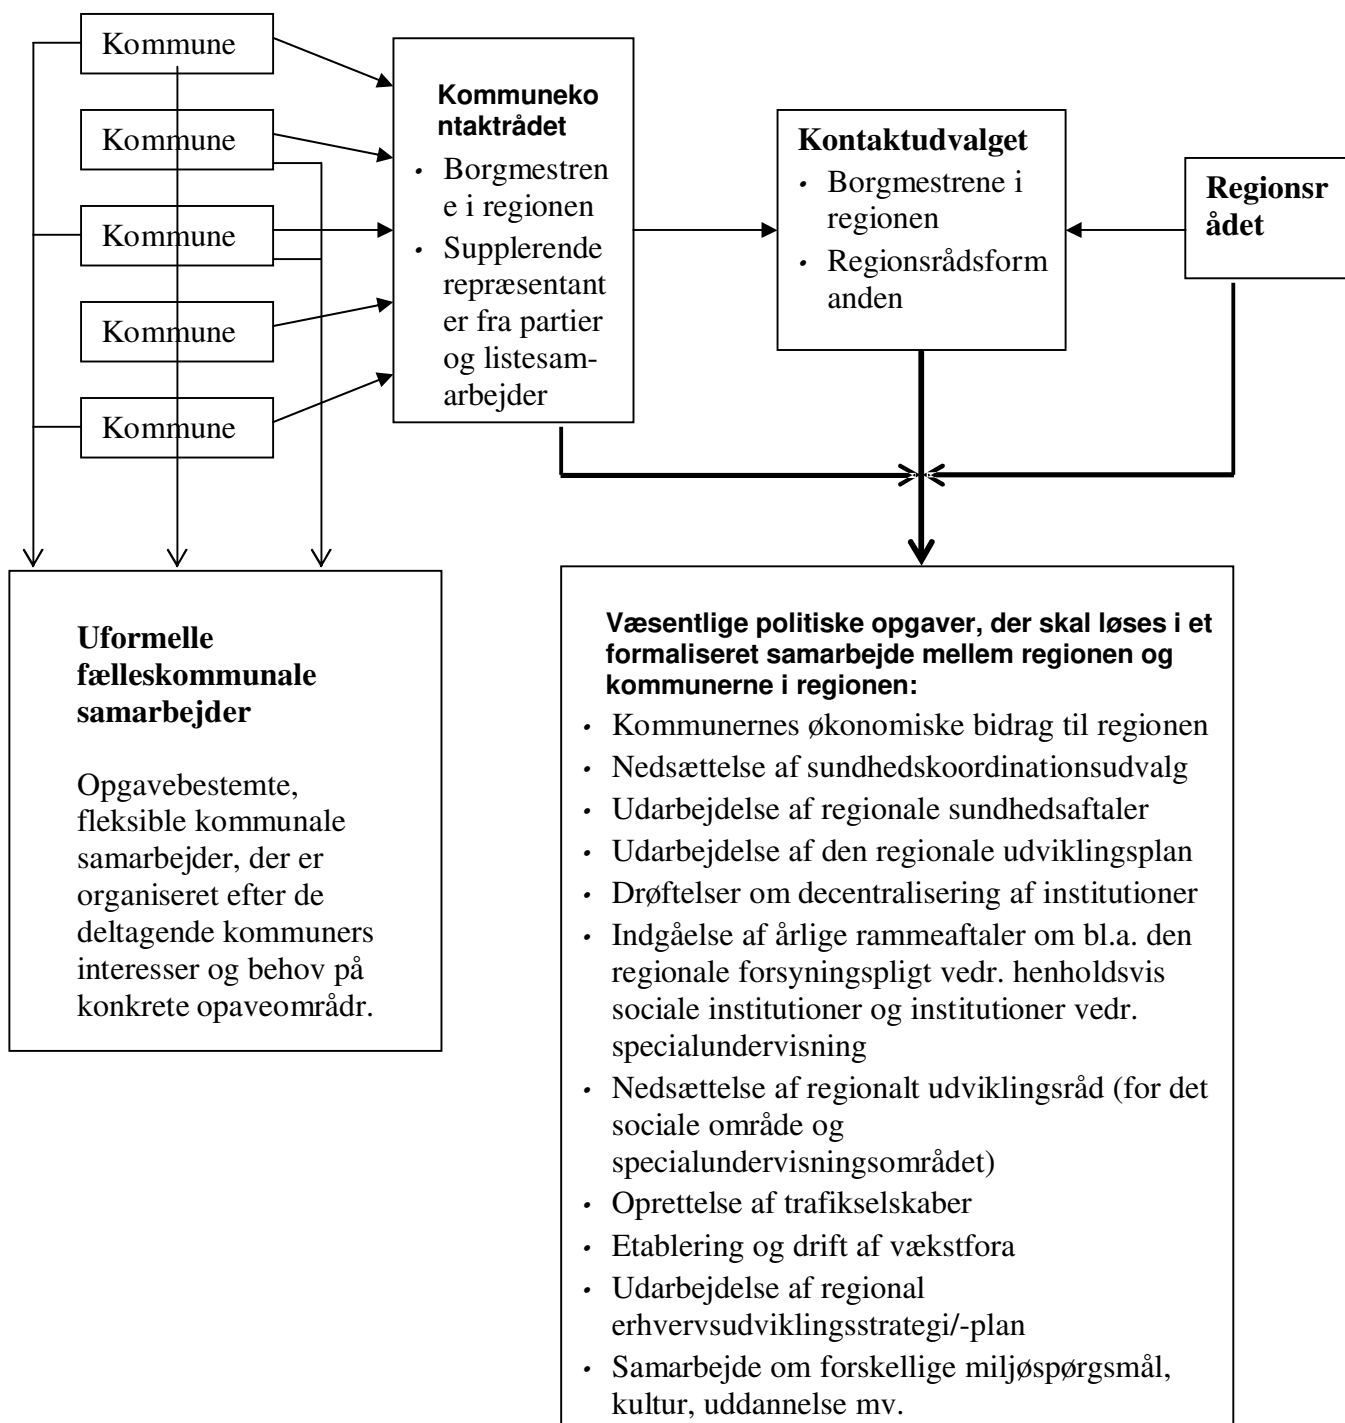 Kommune
Kommune
Kommune
Kommune
Kommune
Kommuneko
ntaktrådet
· Borgmestren
e i regionen
· Supplerende
repræsentant
er fra partier
og listesam-
arbejder
Kontaktudvalget
· Borgmestrene i
regionen
· Regionsrådsform
anden
Regionsr
ådet
Uformelle
fælleskommunale
samarbejder
Opgavebestemte,
fleksible kommunale
samarbejder, der er
organiseret efter de
deltagende kommuners
interesser og behov på
konkrete opaveområdr.
Væsentlige politiske opgaver, der skal løses i et
formaliseret samarbejde mellem regionen og
kommunerne i regionen:
· Kommunernes økonomiske bidrag til regionen
· Nedsættelse af sundhedskoordinationsudvalg
· Udarbejdelse af regionale sundhedsaftaler
· Udarbejdelse af den regionale udviklingsplan
· Drøftelser om decentralisering af institutioner
· Indgåelse af årlige rammeaftaler om bl.a. den
regionale forsyningspligt vedr. henholdsvis
sociale institutioner og institutioner vedr.
specialundervisning
· Nedsættelse af regionalt udviklingsråd (for det
sociale område og
specialundervisningsområdet)
· Oprettelse af trafikselskaber
· Etablering og drift af vækstfora
· Udarbejdelse af regional
erhvervsudviklingsstrategi/-plan
· Samarbejde om forskellige miljøspørgsmål,
kultur, uddannelse mv.